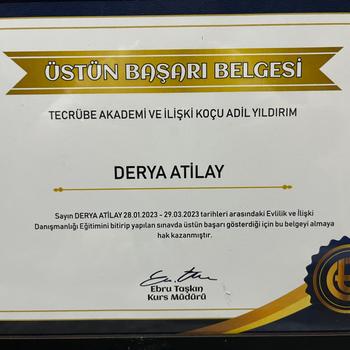 ÜSTÜN BAŞARI BELGESİ
TECRÜBE AKADEMİ VE İLİŞKİ KOÇU ADİL YILDIRIM
DERYA ATİLAY
Sayın DERYA ATİLAY 28.01.2023 - 29.03.2023 tarihleri arasındaki Evlilik ve İlişki
Danışmanlığı Eğitimini bitirip yapılan sınavda üstün başarı gösterdiği için bu belgeyi almaya
hak kazanmıştır.
Ebru Taşkın
Kurs Müdürü